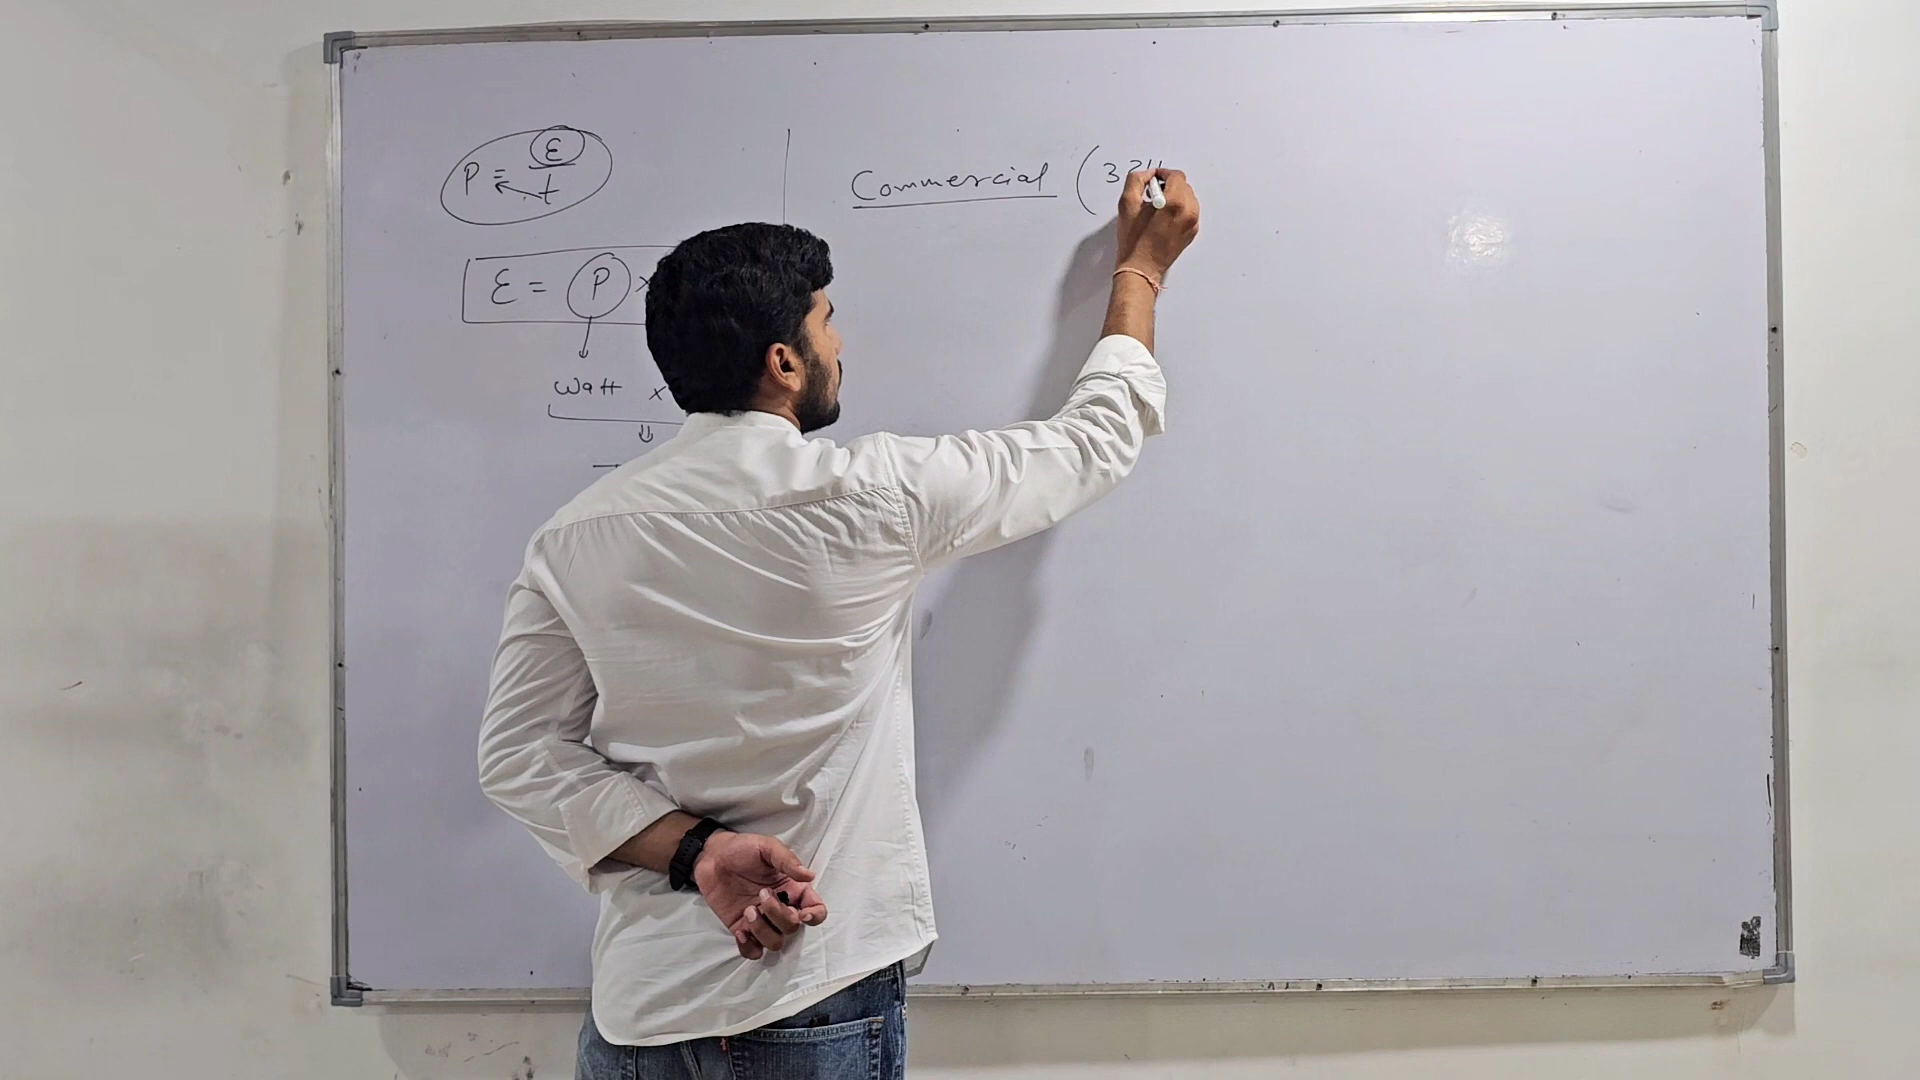 P = E/t
E = P ×
Watt ×
Commercial (3